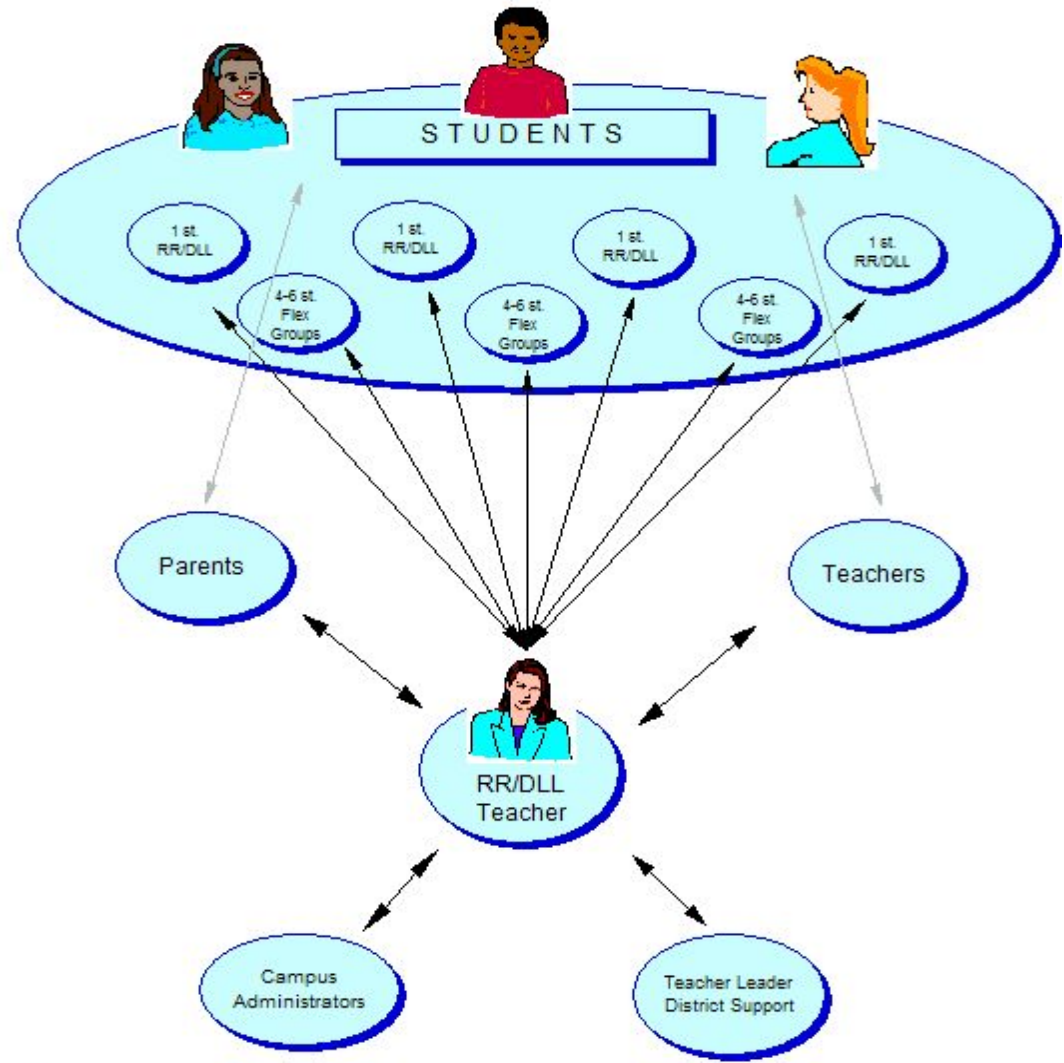 S T U D E N T S
1 st.
RR/DLL
1 st.
RR/DLL
1 st.
RR/DLL
1 st.
RR/DLL
4-6 st.
Flex
Groups
4-6 st.
Flex
Groups
4-6 st.
Flex
Groups
Parents
Teachers
RR/DLL
Teacher
Campus
Administrators
Teacher Leader
District Support